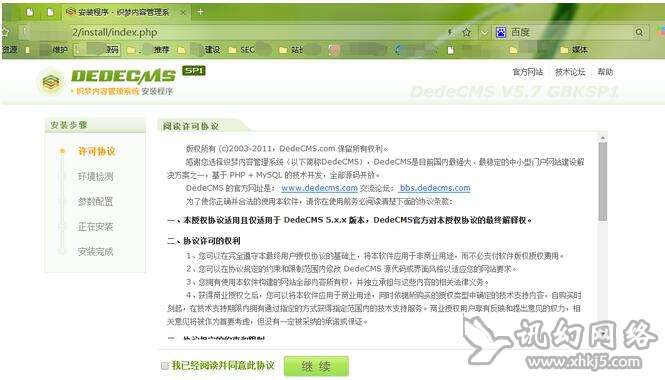 安装程序 - 织梦内容管理系
2/install/index.php
百度
资源 维护 源码 推荐 建设 SEO 站长 媒体
DEDECMS SP1
织梦内容管理系统 安装程序
官方网站 技术论坛 帮助
DedeCMS V5.7 GBKSP1
安装步骤
许可协议
环境检测
参数配置
正在安装
安装完成
阅读许可协议
版权所有 (c)2003-2011，DedeCMS.com 保留所有权利。
感谢您选择织梦内容管理系统（以下简称DedeCMS），DedeCMS是目前国内最强大、最稳定的中小型门户网站建设解
决方案之一，基于 PHP + MySQL 的技术开发，全部源码开放。
DedeCMS 的官方网址是： www.dedecms.com 交流论坛： bbs.dedecms.com
为了使你正确并合法的使用本软件，请你在使用前务必阅读清楚下面的协议条款：
一、本授权协议适用且仅适用于 DedeCMS 5.x.x 版本，DedeCMS官方对本授权协议的最终解释权。
二、协议许可的权利
1、您可以在完全遵守本最终用户授权协议的基础上，将本软件应用于非商业用途，而不必支付软件版权授权费用。
2、您可以在协议规定的约束和限制范围内修改 DedeCMS 源代码或界面风格以适应您的网站要求。
3、您拥有使用本软件构建的网站全部内容所有权，并独立承担与这些内容的相关法律义务。
4、获得商业授权之后，您可以将本软件应用于商业用途，同时依据所购买的授权类型中确定的技术支持内容，自购买时
刻起，在技术支持期限内拥有通过指定的方式获得指定范围内的技术支持服务。商业授权用户享有反映和提出意见的权力，相
关意见将被作为首要考虑，但没有一定被采纳的承诺或保证。
我已经阅读并同意此协议
继续
讯幻网络
www.xhkj5.com